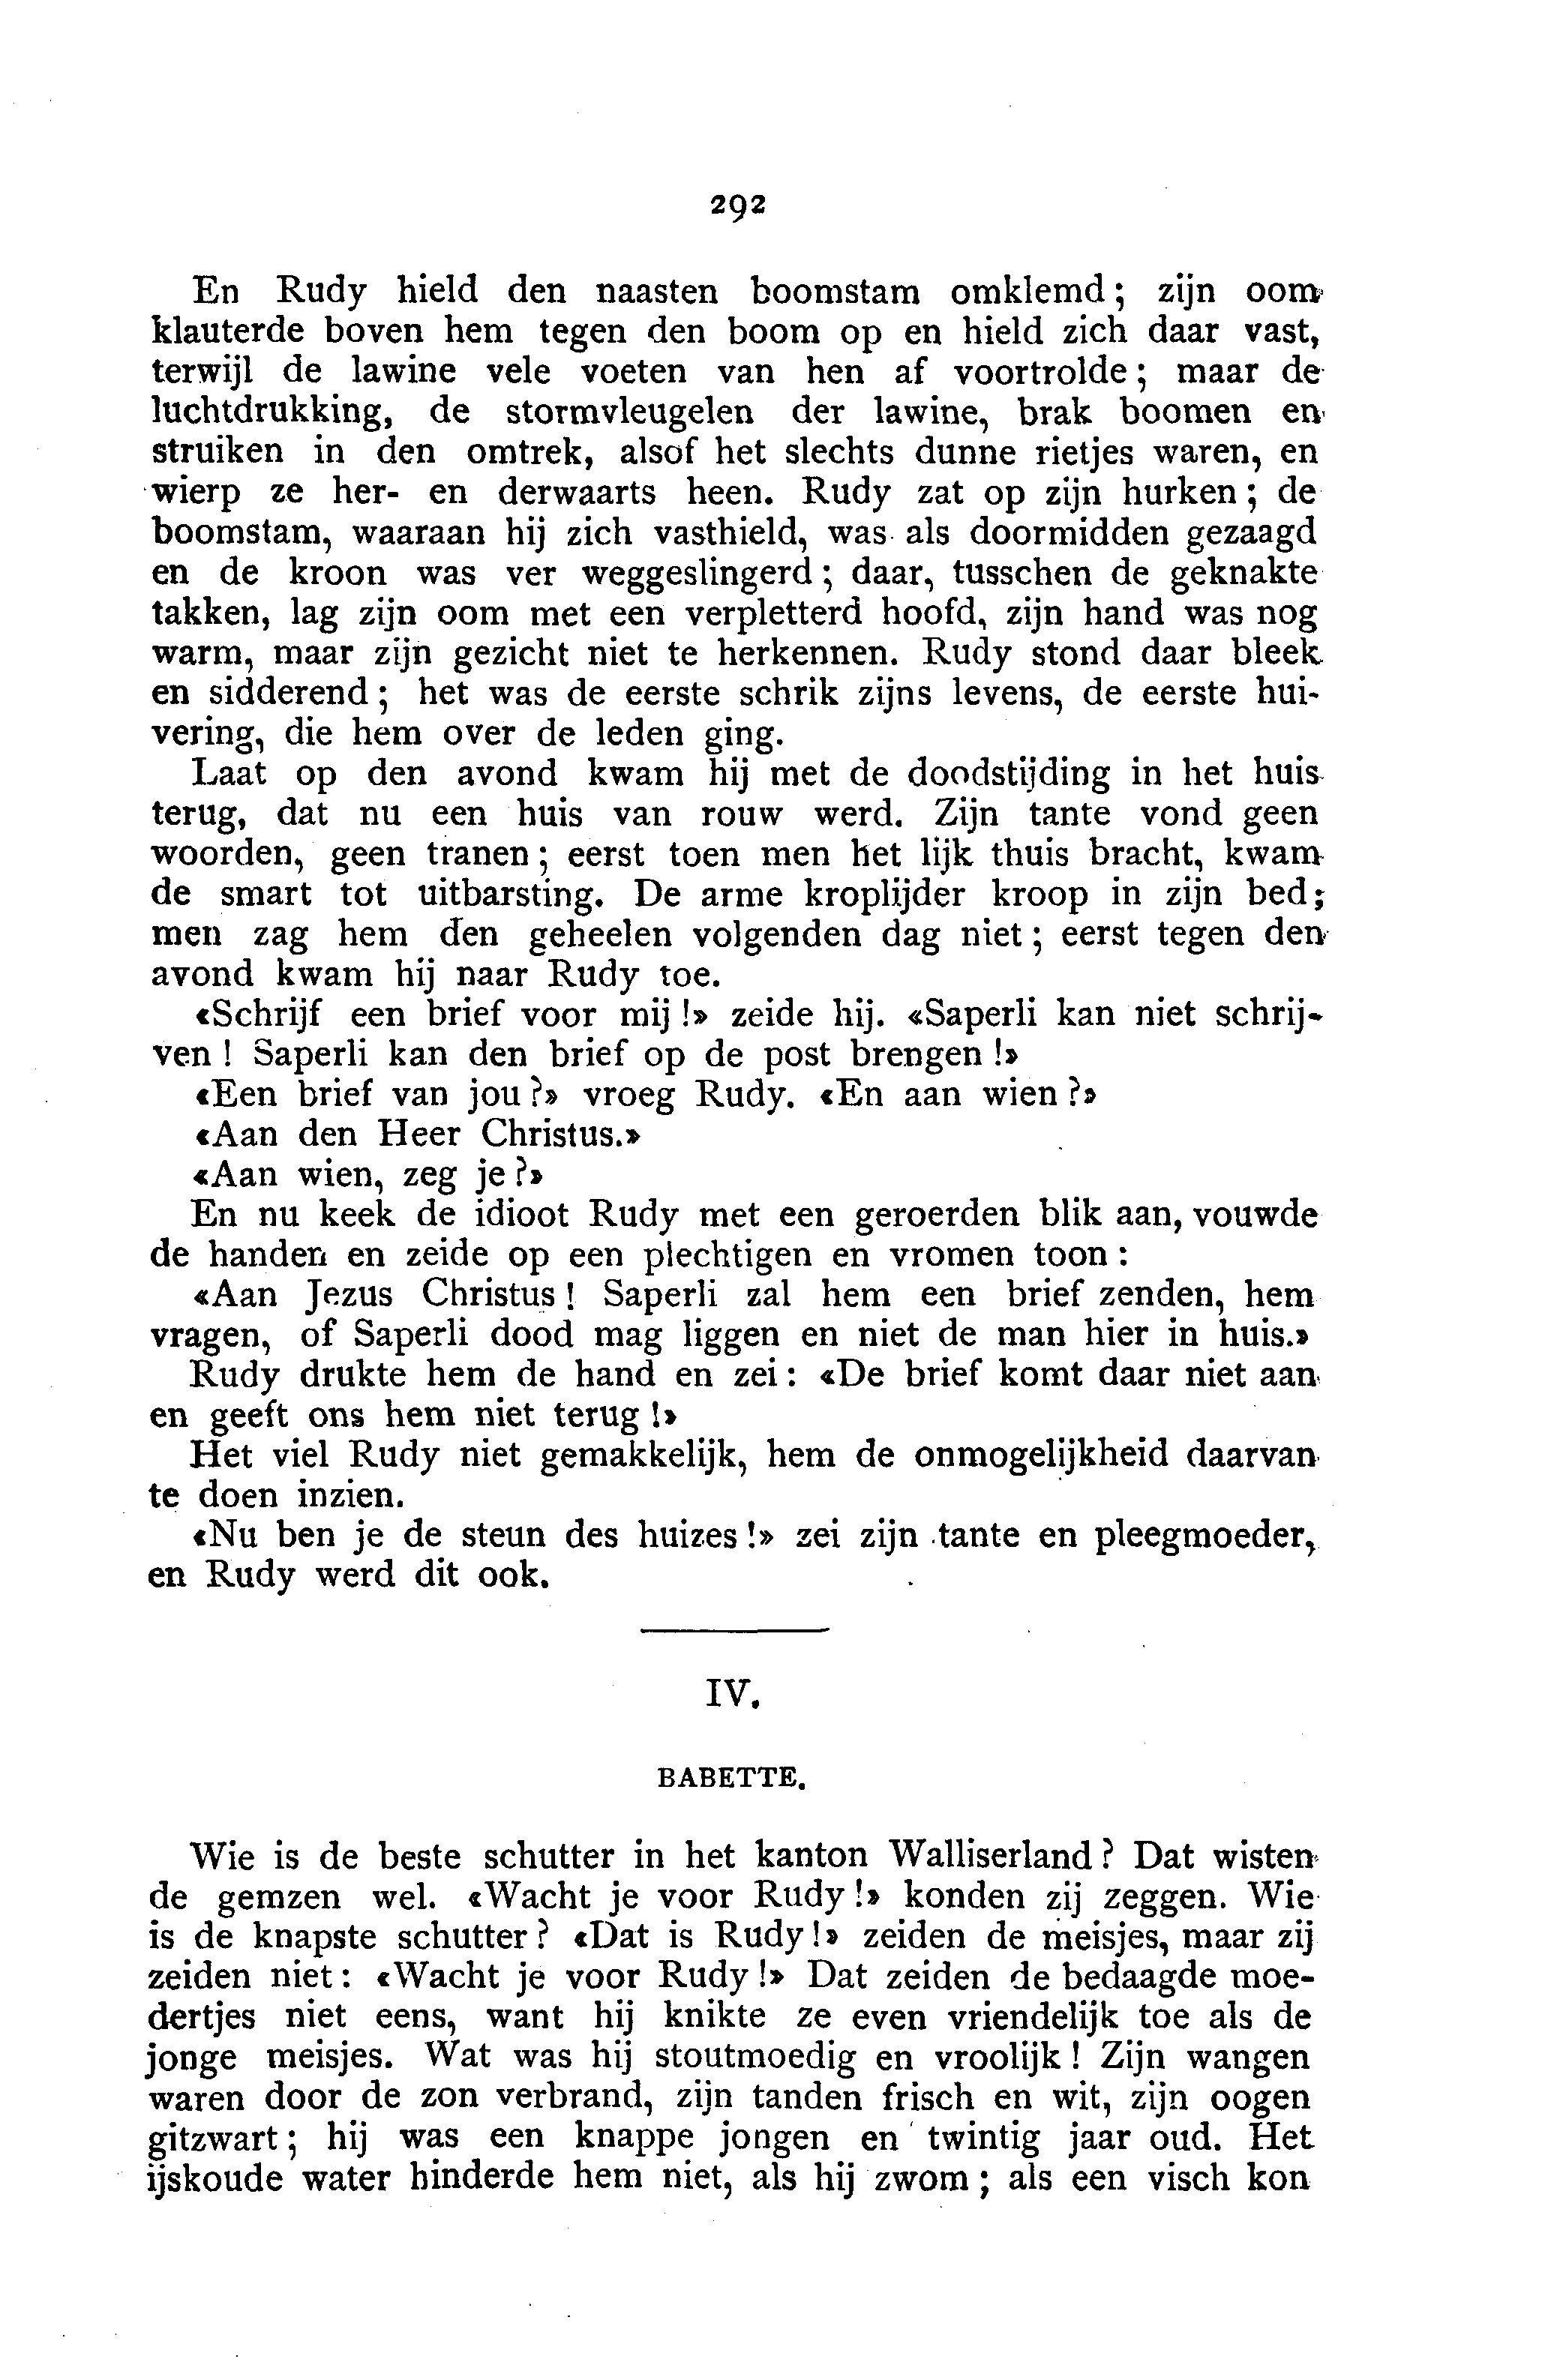 292
En Rudy hield den naasten boomstam omklemd; zijn oom
klauterde boven hem tegen den boom op en hield zich daar vast,
terwijl de lawine vele voeten van hen af voortrolde; maar de
luchtdrukking, de stormvleugelen der lawine, brak boomen en
struiken in den omtrek, alsof het slechts dunne rietjes waren, en
wierp ze her- en derwaarts heen. Rudy zat op zijn hurken; de
boomstam, waaraan hij zich vasthield, was als doormidden gezaagd
en de kroon was ver weggeslingerd; daar, tusschen de geknakte
takken, lag zijn oom met een verpletterd hoofd, zijn hand was nog
warm, maar zijn gezicht niet te herkennen. Rudy stond daar bleek
en sidderend; het was de eerste schrik zijns levens, de eerste hui-
vering, die hem over de leden ging.
Laat op den avond kwam hij met de doodstijding in het huis
terug, dat nu een huis van rouw werd. Zijn tante vond geen
woorden, geen tranen; eerst toen men het lijk thuis bracht, kwam
de smart tot uitbarsting. De arme kroplijder kroop in zijn bed;
men zag hem den geheelen volgenden dag niet; eerst tegen den
avond kwam hij naar Rudy toe.
«Schrijf een brief voor mij!» zeide hij. «Saperli kan niet schrij-
ven! Saperli kan den brief op de post brengen!»
«Een brief van jou?» vroeg Rudy. «En aan wien?»
«Aan den Heer Christus.»
«Aan wien, zeg je?»
En nu keek de idioot Rudy met een geroerden blik aan, vouwde
de handen en zeide op een plechtigen en vromen toon:
«Aan Jezus Christus! Saperli zal hem een brief zenden, hem
vragen, of Saperli dood mag liggen en niet de man hier in huis.»
Rudy drukte hem de hand en zei: «De brief komt daar niet aan
en geeft ons hem niet terug!»
Het viel Rudy niet gemakkelijk, hem de onmogelijkheid daarvan
te doen inzien.
«Nu ben je de steun des huizes!» zei zijn tante en pleegmoeder,
en Rudy werd dit ook.
IV.
BABETTE.
Wie is de beste schutter in het kanton Walliserland? Dat wisten
de gemzen wel. «Wacht je voor Rudy!» konden zij zeggen. Wie
is de knapste schutter? «Dat is Rudy!» zeiden de meisjes, maar zij
zeiden niet: «Wacht je voor Rudy!» Dat zeiden de bedaagde moe-
dertjes niet eens, want hij knikte ze even vriendelijk toe als de
jonge meisjes. Wat was hij stoutmoedig en vroolijk! Zijn wangen
waren door de zon verbrand, zijn tanden frisch en wit, zijn oogen
gitzwart; hij was een knappe jongen en twintig jaar oud. Het
ijskoude water hinderde hem niet, als hij zwom; als een visch kon